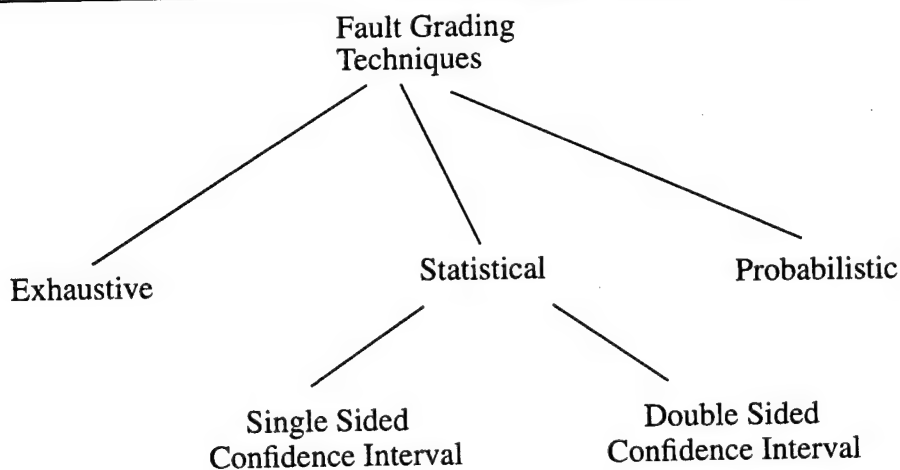 Fault Grading
Techniques
Exhaustive
Statistical
Probabilistic
Single Sided
Confidence Interval
Double Sided
Confidence Interval